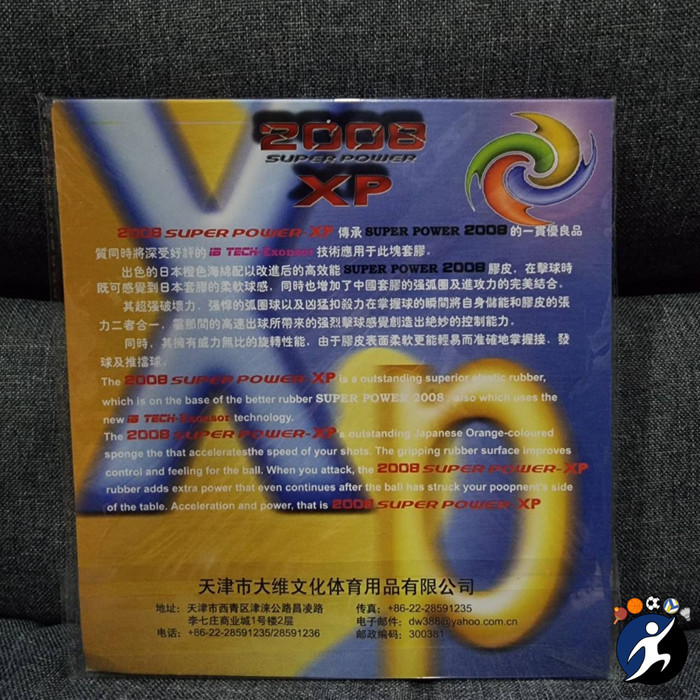 2008
SUPER POWER
XP
2008 SUPER POWER-XP 傳承 SUPER POWER 2008 的一貫優良品
質同時將深受好評的 IB TECH-Exonsor 技術應用于此塊套膠。
出色的日本橙色海綿配以改進后的高效能 SUPER POWER 2008 膠皮，在擊球時
既可感覺到日本套膠的柔軟球感，同時也增加了中國套膠的強弧圈及進攻力的完美結合。
其超強破壞力，強悍的弧圈球以及凶猛扣殺力在掌握球的瞬間將自身儲能和膠皮的張
力二者合一，霎那間的高速出球所帶來的强烈擊球感覺創造出絶妙的控制能力。
同時，其擁有威力無比的旋轉性能，由于膠皮表面柔軟更能輕易而准確地掌握接、發
球及推擋球。
The 2008 SUPER POWER-XP is a outstanding superior elastic rubber,
which is on the base of the better rubber SUPER POWER 2008, also which uses the
new IB TECH-Exonsor technology.
The 2008 SUPER POWER-XP's outstanding Japanese Orange-coloured
sponge the that acceleratesthe speed of your shots. The gripping rubber surface improves
control and feeling for the ball. When you attack, the 2008 SUPER POWER-XP
rubber adds extra power that even continues after the ball has struck your poopnent's side
of the table. Acceleration and power, that is 2008 SUPER POWER-XP
天津市大维文化体育用品有限公司
地址：天津市西青区津涞公路昌凌路 传真：+86-22-28591235
李七庄商业城1号楼2层 电子邮件：dw388@yahoo.com.cn
电话：+86-22-28591235/28591236 邮政编码：300381